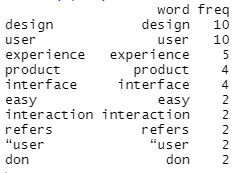 word freq
design design 10
user user 10
experience experience 5
product product 4
interface interface 4
easy easy 2
interaction interaction 2
refers refers 2
“user “user 2
don don 2